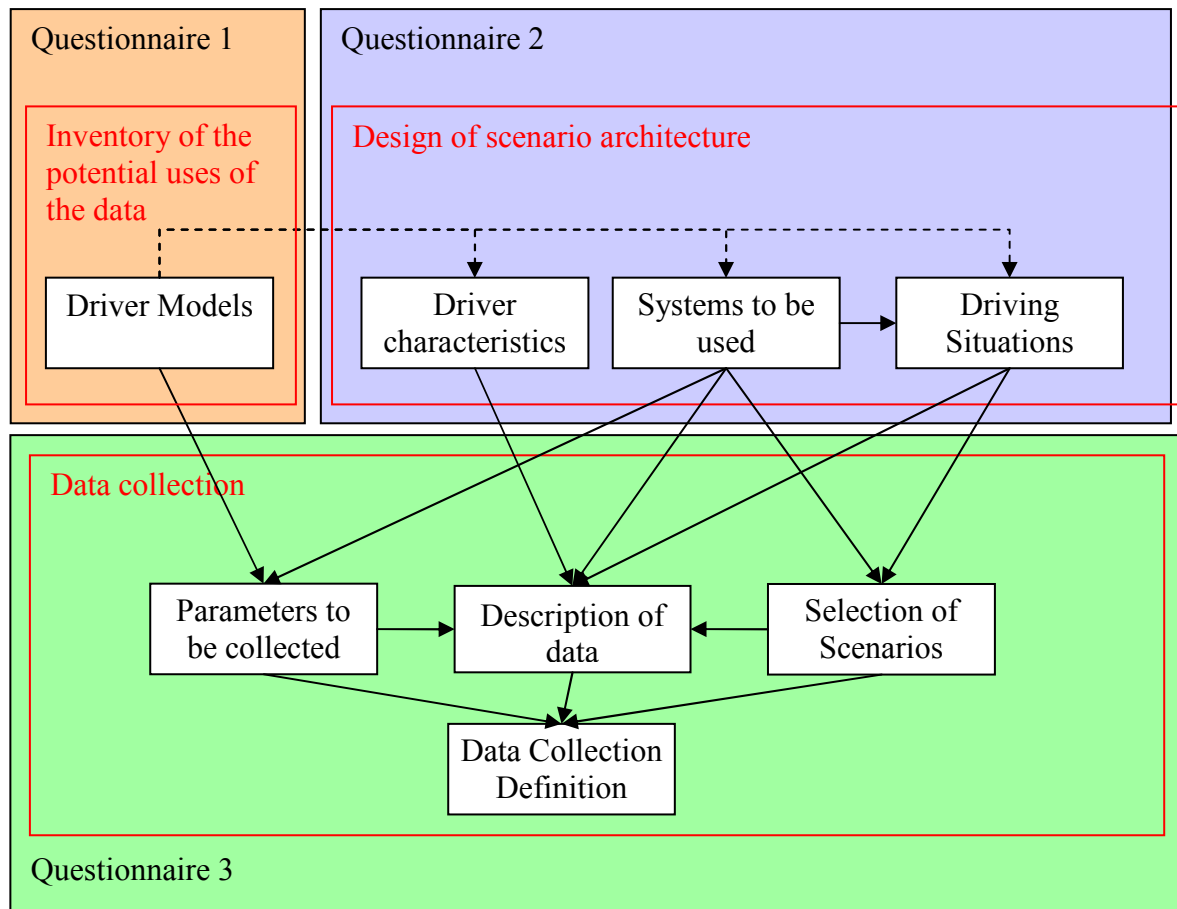 Questionnaire 1
Questionnaire 2
Inventory of the
potential uses of
the data
Design of scenario architecture
Driver Models
Driver
characteristics
Systems to be
used
Driving
Situations
Data collection
Parameters to
be collected
Description of
data
Selection of
Scenarios
Data Collection
Definition
Questionnaire 3